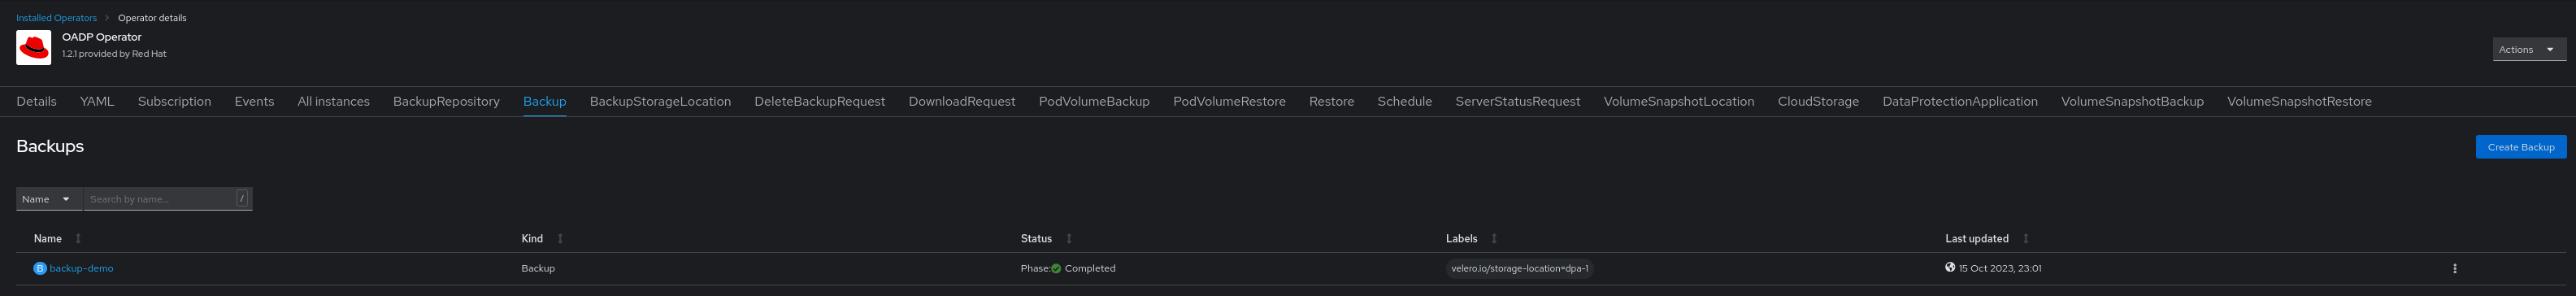 Installed Operators > Operator details
OADP Operator
1.2.1 provided by Red Hat
Actions
Details YAML Subscription Events All instances BackupRepository Backup BackupStorageLocation DeleteBackupRequest DownloadRequest PodVolumeBackup PodVolumeRestore Restore Schedule ServerStatusRequest VolumeSnapshotLocation CloudStorage DataProtectionApplication VolumeSnapshotBackup VolumeSnapshotRestore
Backups
Create Backup
Name Search by name... /
Name Kind Status Labels Last updated
B backup-demo Backup Phase: Completed velero.io/storage-location=dpa-1 15 Oct 2023, 23:01